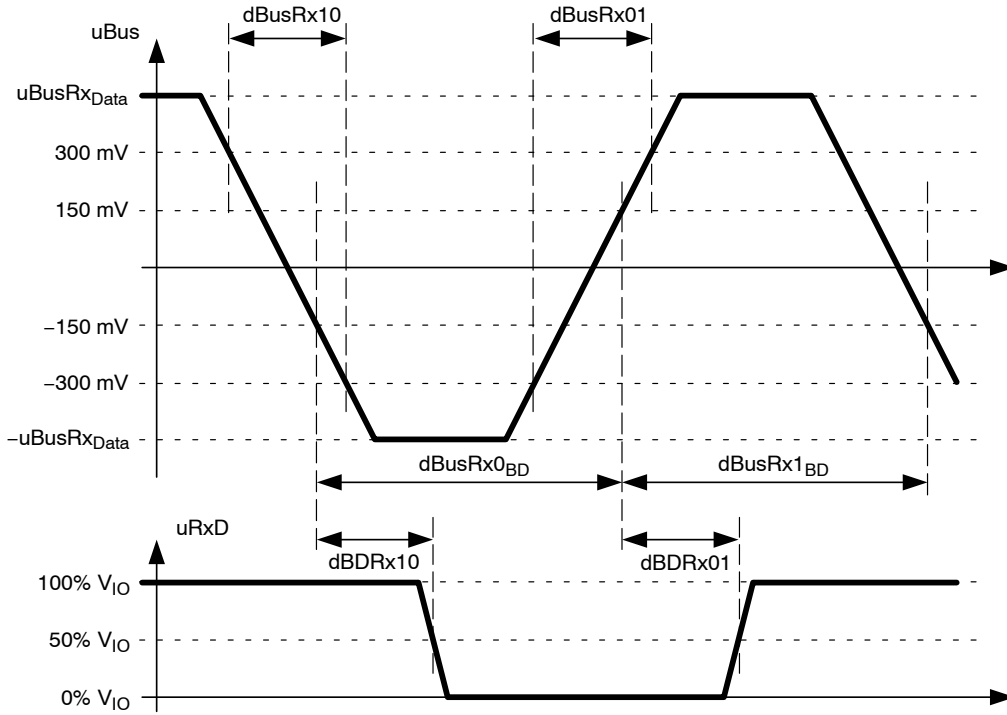 dBusRx10 dBusRx01
uBus
uBusRxData
300 mV
150 mV
−150 mV
−300 mV
−uBusRxData
dBusRx0BD dBusRx1BD
uRxD
dBDRx10 dBDRx01
100% VIO
50% VIO
0% VIO